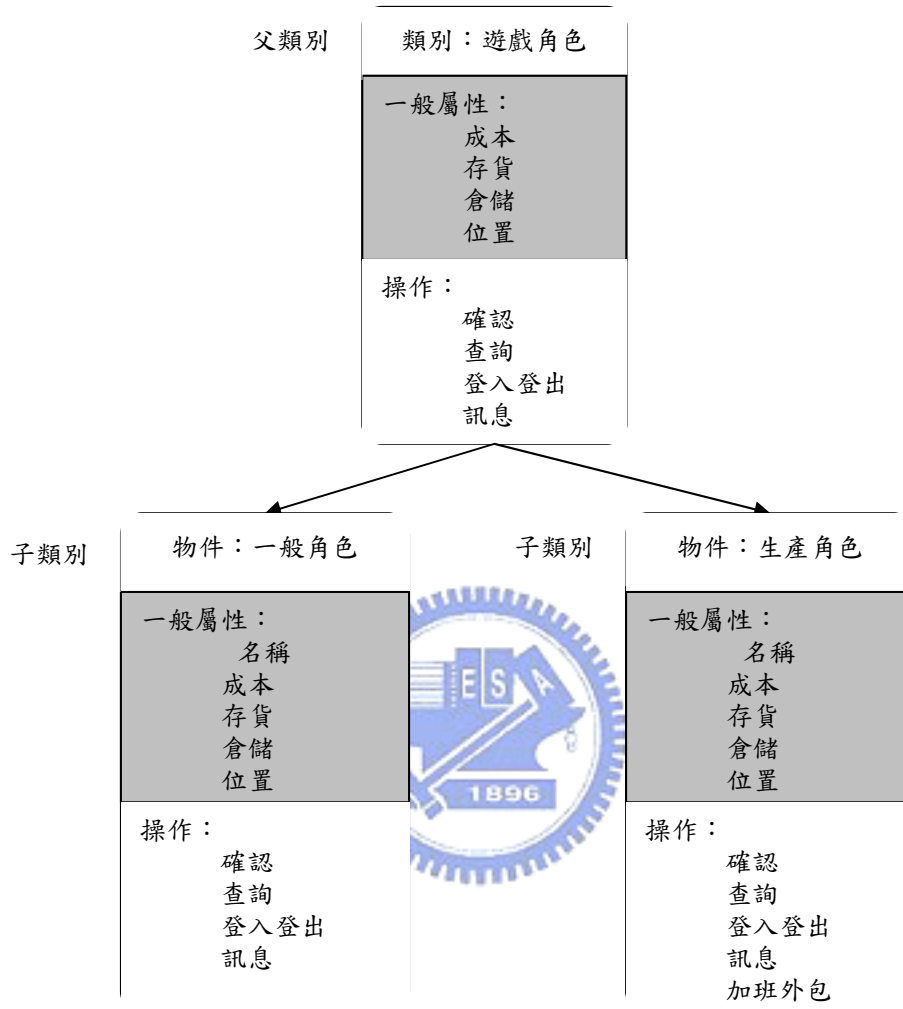 父類別
類別：遊戲角色
一般屬性：
成本
存貨
倉儲
位置
操作：
確認
查詢
登入登出
訊息
子類別
物件：一般角色
一般屬性：
名稱
成本
存貨
倉儲
位置
操作：
確認
查詢
登入登出
訊息
ESA
1896
子類別
物件：生產角色
一般屬性：
名稱
成本
存貨
倉儲
位置
操作：
確認
查詢
登入登出
訊息
加班外包